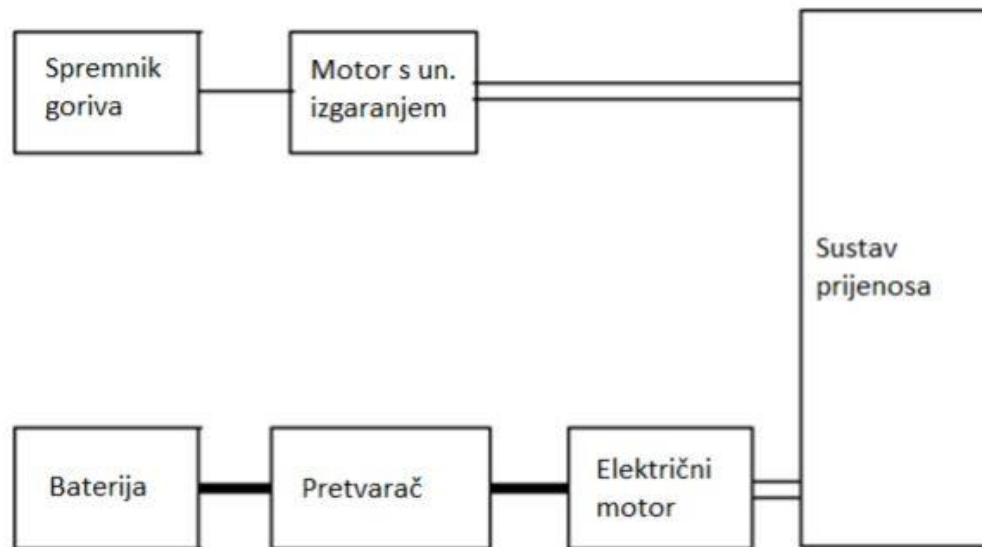 Spremnik
goriva
Motor s un.
izgaranjem
Sustav
prijenosa
Baterija
Pretvarač
Električni
motor